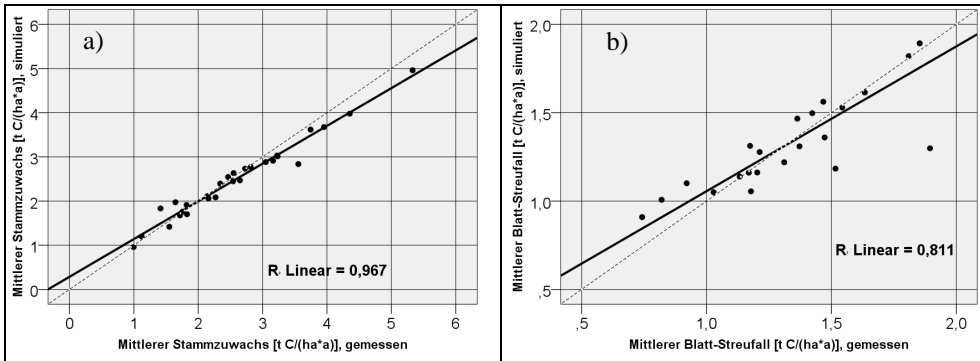 a)
Mittlerer Stammzuwachs [t C/(ha*a)], simuliert
6
5
4
3
2
1
0
R Linear = 0,967
0 1 2 3 4 5 6
Mittlerer Stammzuwachs [t C/(ha*a)], gemessen
b)
Mittlerer Blatt-Streufall [t C/(ha*a)], simuliert
2,0
1,5
1,0
,5
R Linear = 0,811
,5 1,0 1,5 2,0
Mittlerer Blatt-Streufall [t C/(ha*a)], gemessen